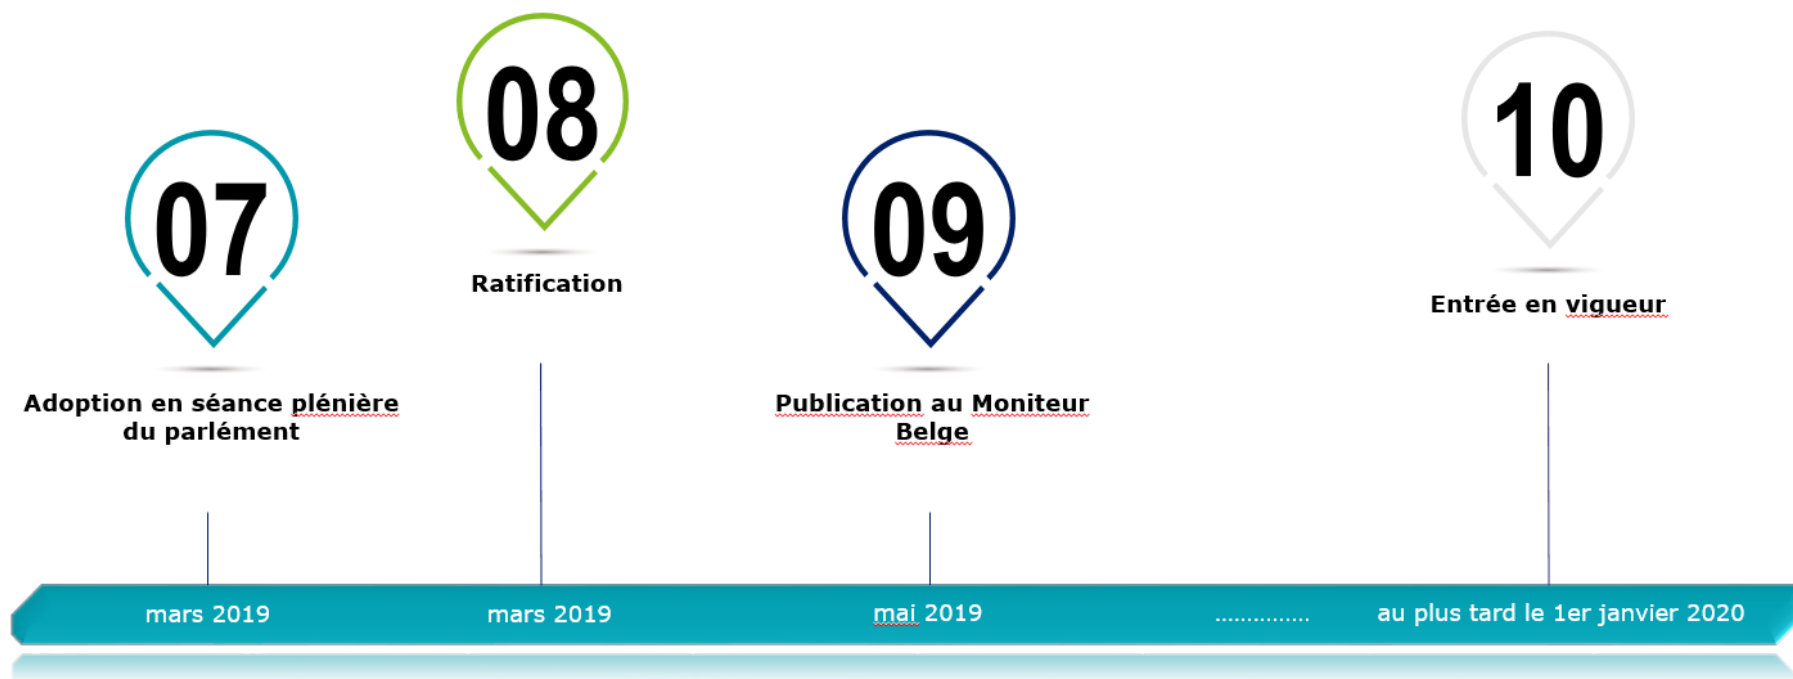 07
Adoption en séance plénière
du parlément
08
Ratification
09
Publication au Moniteur
Belge
10
Entrée en vigueur
mars 2019
mars 2019
mai 2019
...............
au plus tard le 1er janvier 2020